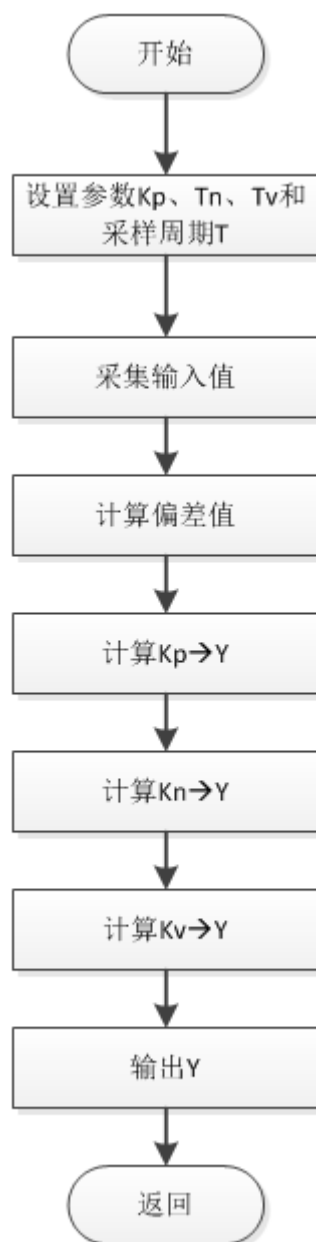 开始
设置参数Kp、Tn、Tv和
采样周期T
采集输入值
计算偏差值
计算Kp→Y
计算Kn→Y
计算Kv→Y
输出Y
返回